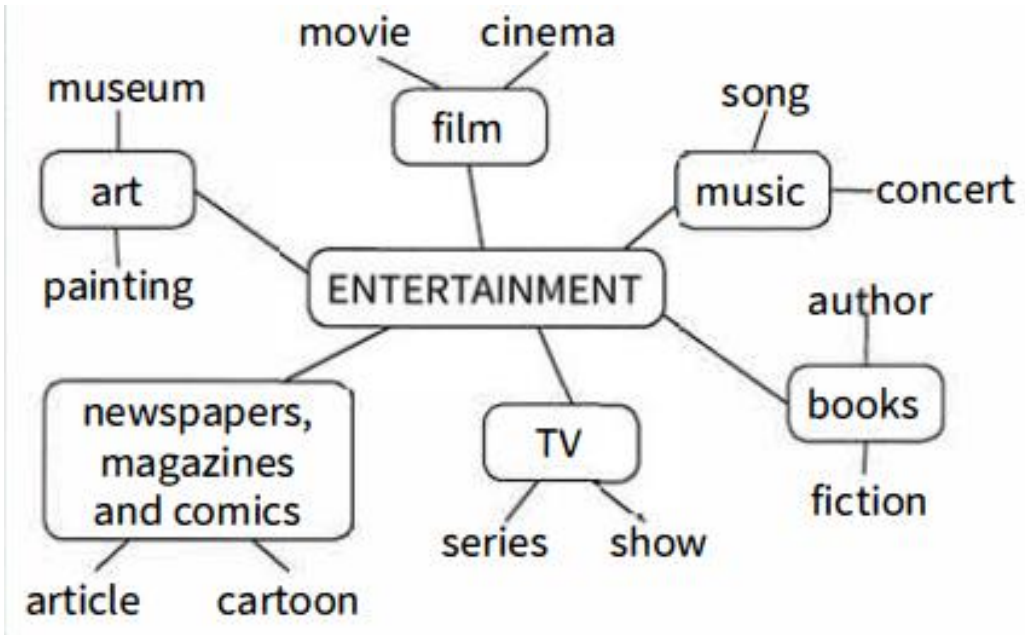 movie
cinema
museum
film
song
art
music
concert
painting
ENTERTAINMENT
author
newspapers,
magazines
and comics
TV
books
series
show
fiction
article
cartoon